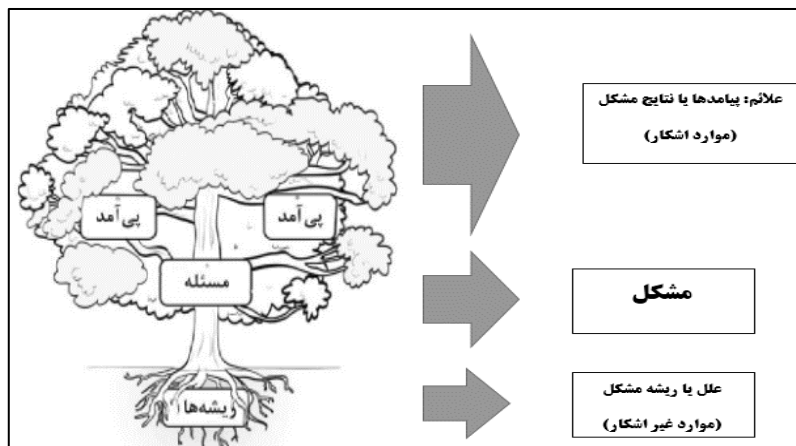 علائم: پیامدها یا نتایج مشکل
(موارد اشکار)
پی‌آمد
پی‌آمد
مسئله
مشکل
علل یا ریشه مشکل
(موارد غیر اشکار)
ریشه‌ها